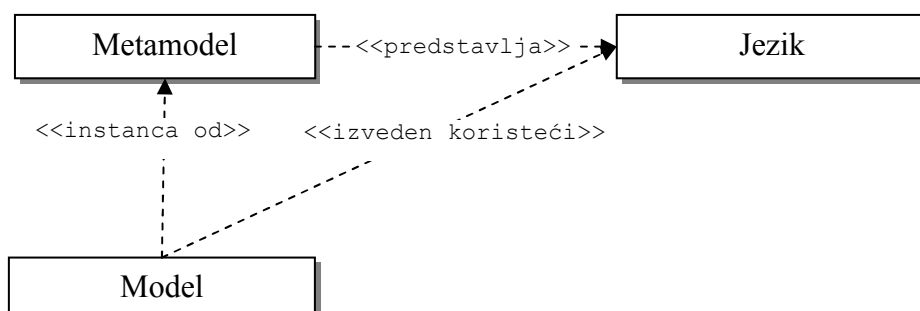 Metamodel
<<predstavlja>>
Jezik
<<instanca od>>
<<izveden koristeći>>
Model